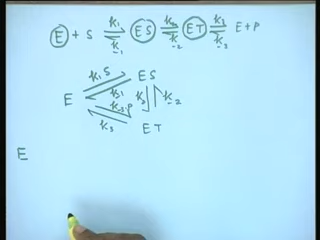 E + S k₁ ⇌ k₋₁ ES k₂ ⇌ k₋₂ ET k₃ ⇌ k₋₃ E + P
k₁S ES
E k₋₁ k₂ k₋₂
k₋₃P
k₃ ET
E